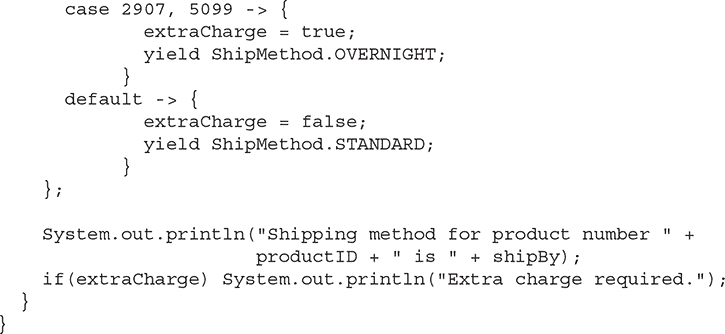 case 2907, 5099 -> {
extraCharge = true;
yield ShipMethod.OVERNIGHT;
}
default -> {
extraCharge = false;
yield ShipMethod.STANDARD;
}
};
System.out.println("Shipping method for product number " +
productID + " is " + shipBy);
if(extraCharge) System.out.println("Extra charge required.");
}
}